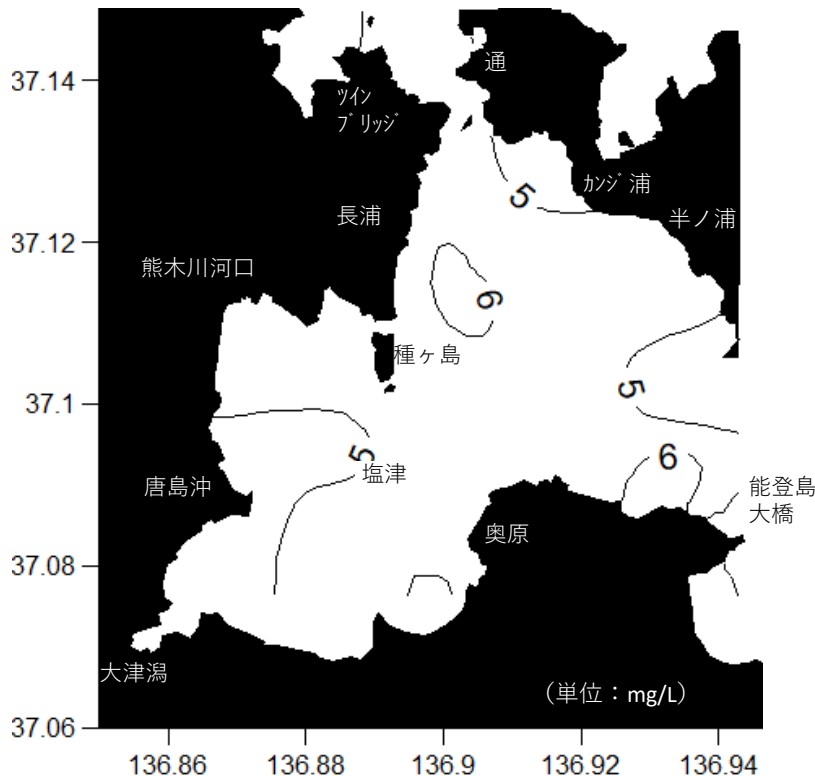 37.14
通
ﾂｲﾝ
ﾌﾞﾘｯｼﾞ
ｶﾝｼﾞ浦
5
長浦
半ノ浦
37.12
熊木川河口
6
種ヶ島
5
37.1
5
塩津
6
唐島沖
能登島
大橋
奥原
37.08
大津潟
（単位：mg/L）
37.06
136.86
136.88
136.9
136.92
136.94